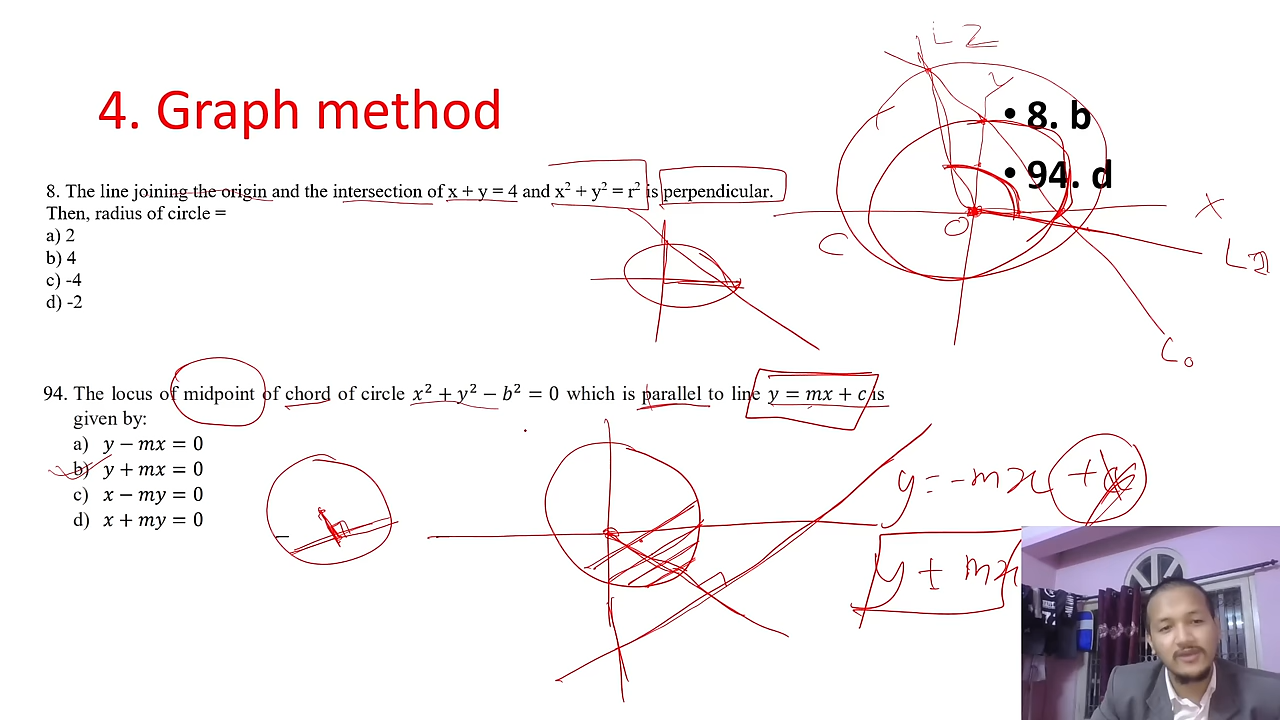 4. Graph method
• 8. b
• 94. d
8. The line joining the origin and the intersection of x + y = 4 and x² + y² = r² is perpendicular.
Then, radius of circle =
a) 2
b) 4
c) -4
d) -2
94. The locus of midpoint of chord of circle x² + y² − b² = 0 which is parallel to line y = mx + c is
given by:
a) y − mx = 0
b) y + mx = 0
c) x − my = 0
d) x + my = 0
L2
Y
X
O
C
y = -mx +
y + mx